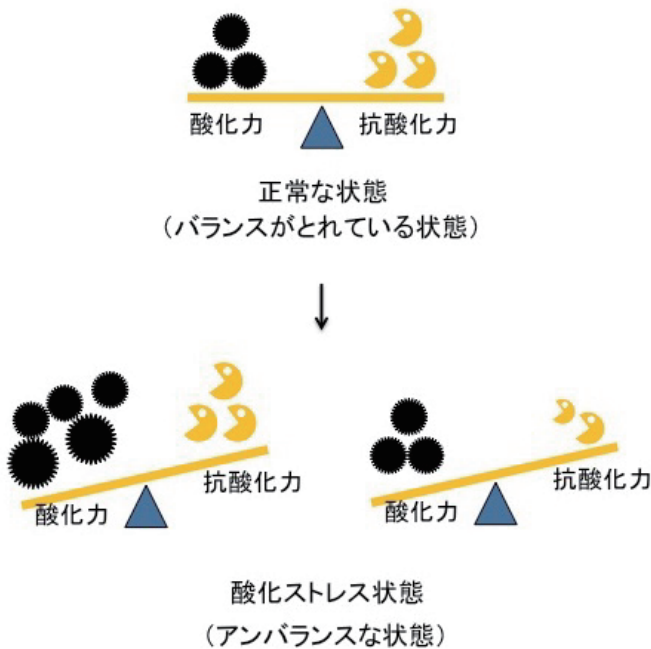 酸化力
抗酸化力
正常な状態
（バランスがとれている状態）
抗酸化力
酸化力
抗酸化力
酸化力
酸化ストレス状態
（アンバランスな状態）